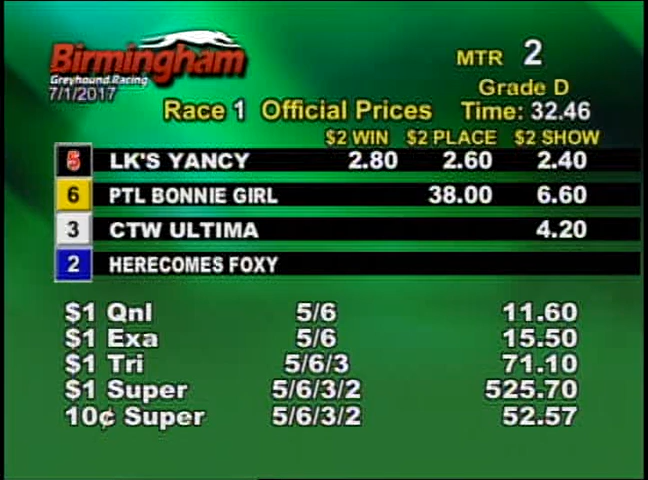 Birmingham
Greyhound Racing
7/1/2017
MTR 2
Grade D
Race 1 Official Prices Time: 32.46
$2 WIN $2 PLACE $2 SHOW
5 LK'S YANCY 2.80 2.60 2.40
6 PTL BONNIE GIRL 38.00 6.60
3 CTW ULTIMA 4.20
2 HERECOMES FOXY
$1 Qnl 5/6 11.60
$1 Exa 5/6 15.50
$1 Tri 5/6/3 71.10
$1 Super 5/6/3/2 525.70
10¢ Super 5/6/3/2 52.57